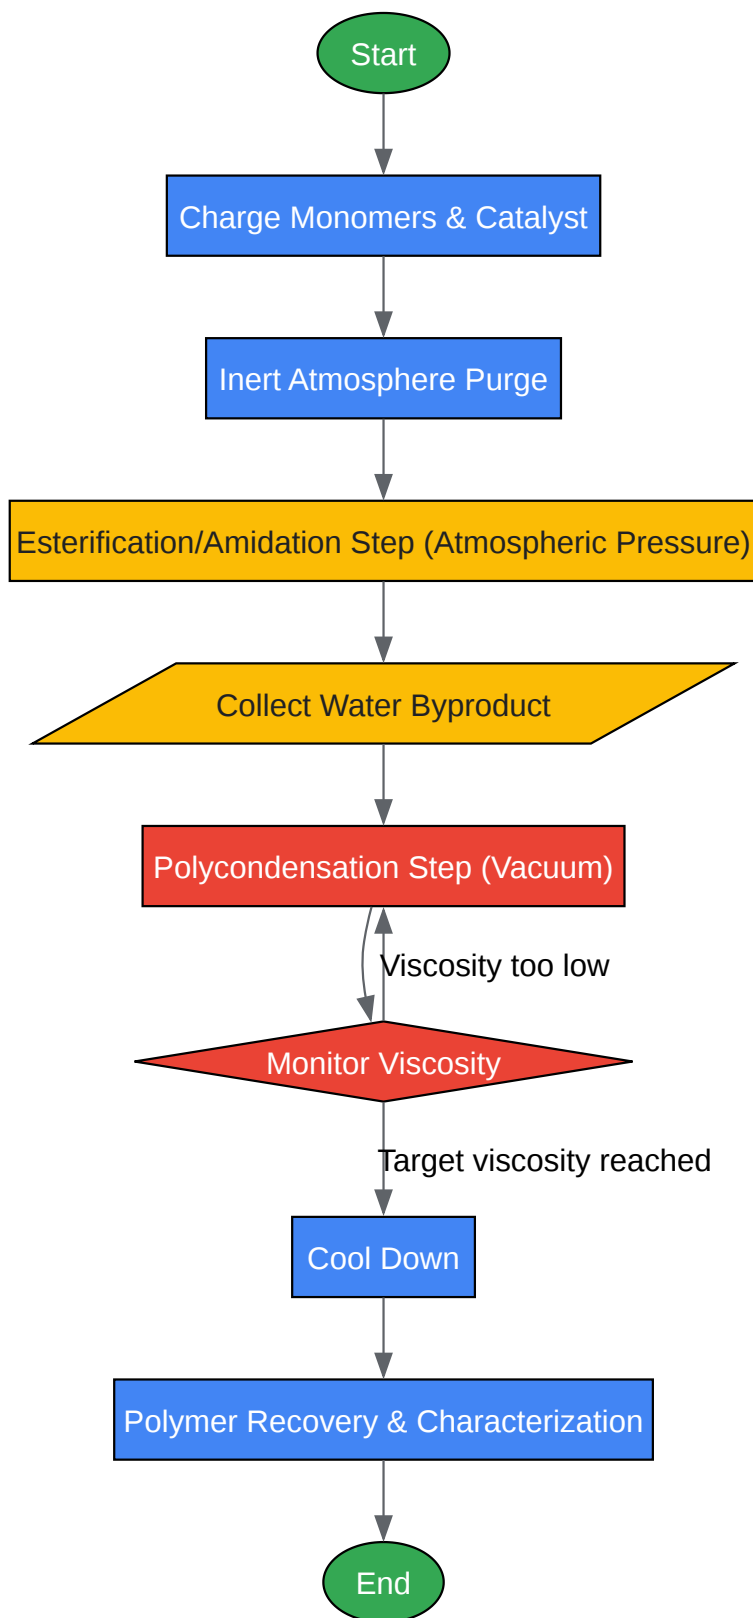 Start
Charge Monomers & Catalyst
Inert Atmosphere Purge
Esterification/Amidation Step (Atmospheric Pressure)
Collect Water Byproduct
Polycondensation Step (Vacuum)
Viscosity too low
Monitor Viscosity
Target viscosity reached
Cool Down
Polymer Recovery & Characterization
End